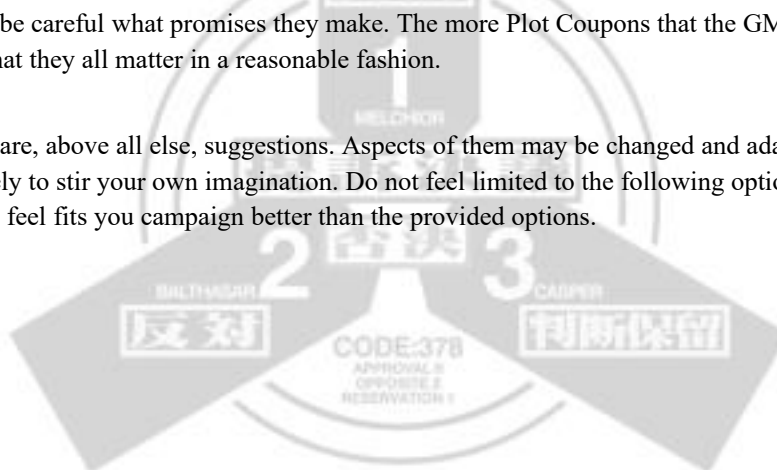 be careful what promises they make. The more Plot Coupons that the GM
hat they all matter in a reasonable fashion.
1
MELCHIOR
are, above all else, suggestions. Aspects of them may be changed and ada
ely to stir your own imagination. Do not feel limited to the following optio
feel fits you campaign better than the provided options.
2 否決 3
BALTHASAR CASPER
反対 判断保留
CODE:378
APPROVAL:0
OPPOSITE:2
RESERVATION:1